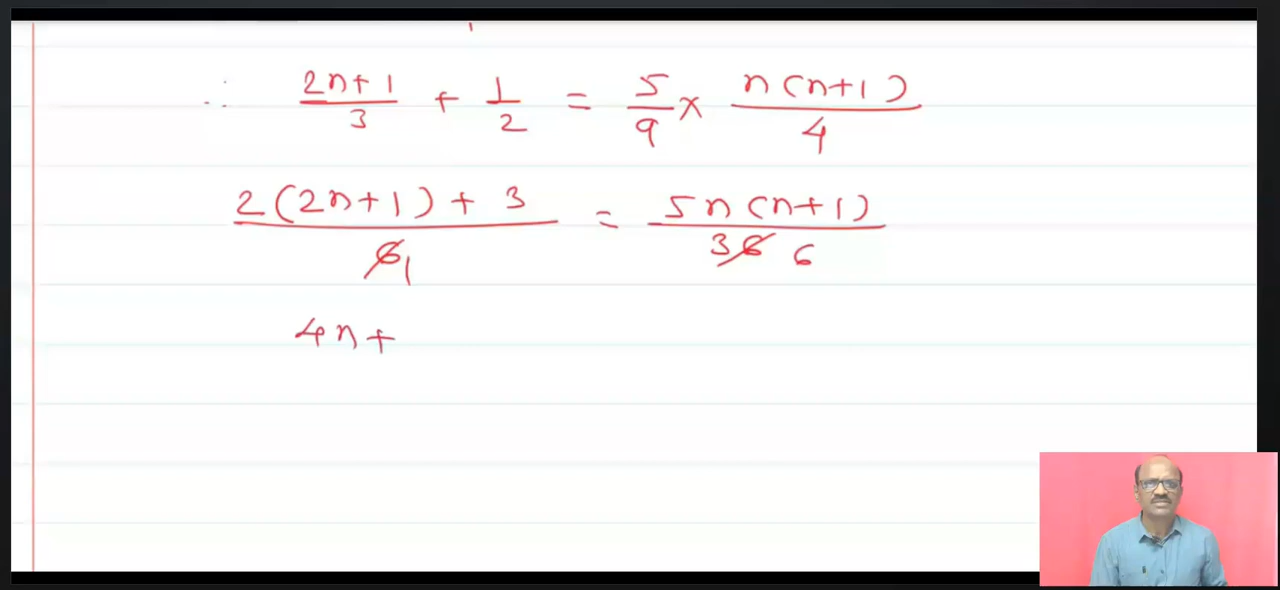 ∴ (2n+1)/3 + 1/2 = 5/9 × n(n+1)/4
(2(2n+1)+3)/6 1 = 5n(n+1)/36 6
4n+